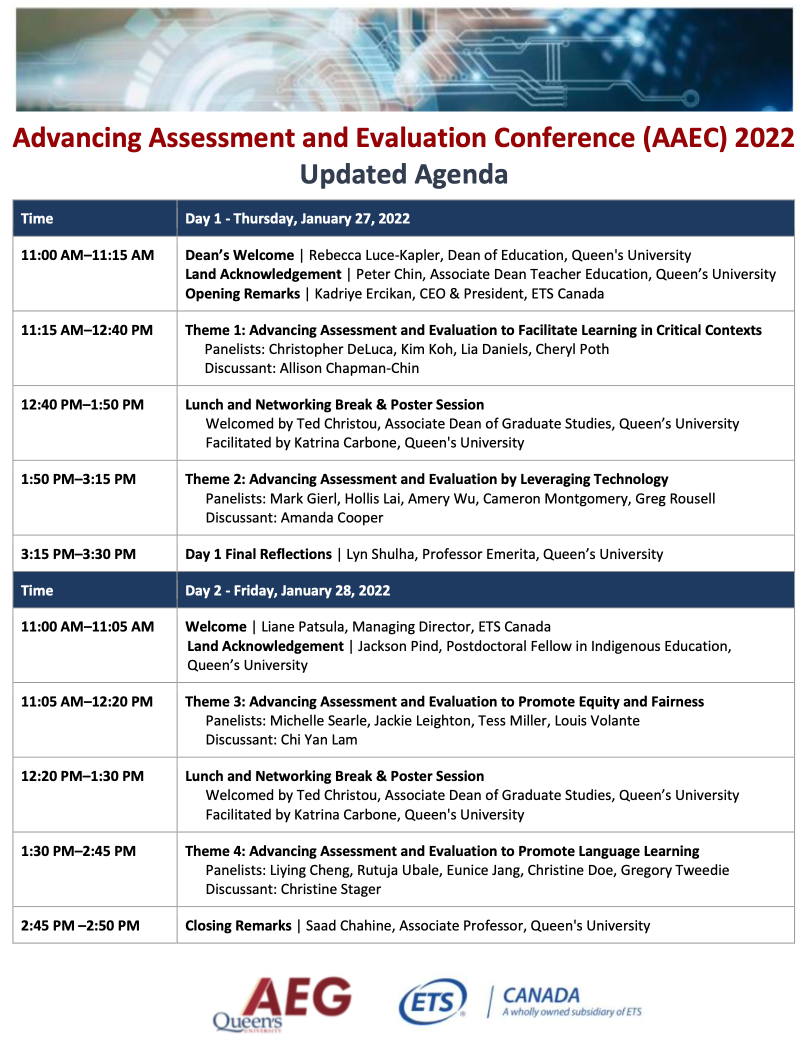 Advancing Assessment and Evaluation Conference (AAEC) 2022
Updated Agenda
Time
Day 1 - Thursday, January 27, 2022
11:00 AM–11:15 AM
Dean’s Welcome | Rebecca Luce-Kapler, Dean of Education, Queen's University
Land Acknowledgement | Peter Chin, Associate Dean Teacher Education, Queen’s University
Opening Remarks | Kadriye Ercikan, CEO & President, ETS Canada
11:15 AM–12:40 PM
Theme 1: Advancing Assessment and Evaluation to Facilitate Learning in Critical Contexts
Panelists: Christopher DeLuca, Kim Koh, Lia Daniels, Cheryl Poth
Discussant: Allison Chapman-Chin
12:40 PM–1:50 PM
Lunch and Networking Break & Poster Session
Welcomed by Ted Christou, Associate Dean of Graduate Studies, Queen’s University
Facilitated by Katrina Carbone, Queen's University
1:50 PM–3:15 PM
Theme 2: Advancing Assessment and Evaluation by Leveraging Technology
Panelists: Mark Gierl, Hollis Lai, Amery Wu, Cameron Montgomery, Greg Rousell
Discussant: Amanda Cooper
3:15 PM–3:30 PM
Day 1 Final Reflections | Lyn Shulha, Professor Emerita, Queen’s University
Time
Day 2 - Friday, January 28, 2022
11:00 AM–11:05 AM
Welcome | Liane Patsula, Managing Director, ETS Canada
Land Acknowledgement | Jackson Pind, Postdoctoral Fellow in Indigenous Education,
Queen’s University
11:05 AM–12:20 PM
Theme 3: Advancing Assessment and Evaluation to Promote Equity and Fairness
Panelists: Michelle Searle, Jackie Leighton, Tess Miller, Louis Volante
Discussant: Chi Yan Lam
12:20 PM–1:30 PM
Lunch and Networking Break & Poster Session
Welcomed by Ted Christou, Associate Dean of Graduate Studies, Queen’s University
Facilitated by Katrina Carbone, Queen's University
1:30 PM–2:45 PM
Theme 4: Advancing Assessment and Evaluation to Promote Language Learning
Panelists: Liying Cheng, Rutuja Ubale, Eunice Jang, Christine Doe, Gregory Tweedie
Discussant: Christine Stager
2:45 PM –2:50 PM
Closing Remarks | Saad Chahine, Associate Professor, Queen's University
AEG
Queen's
UNIVERSITY
ETS®
CANADA
A wholly owned subsidiary of ETS